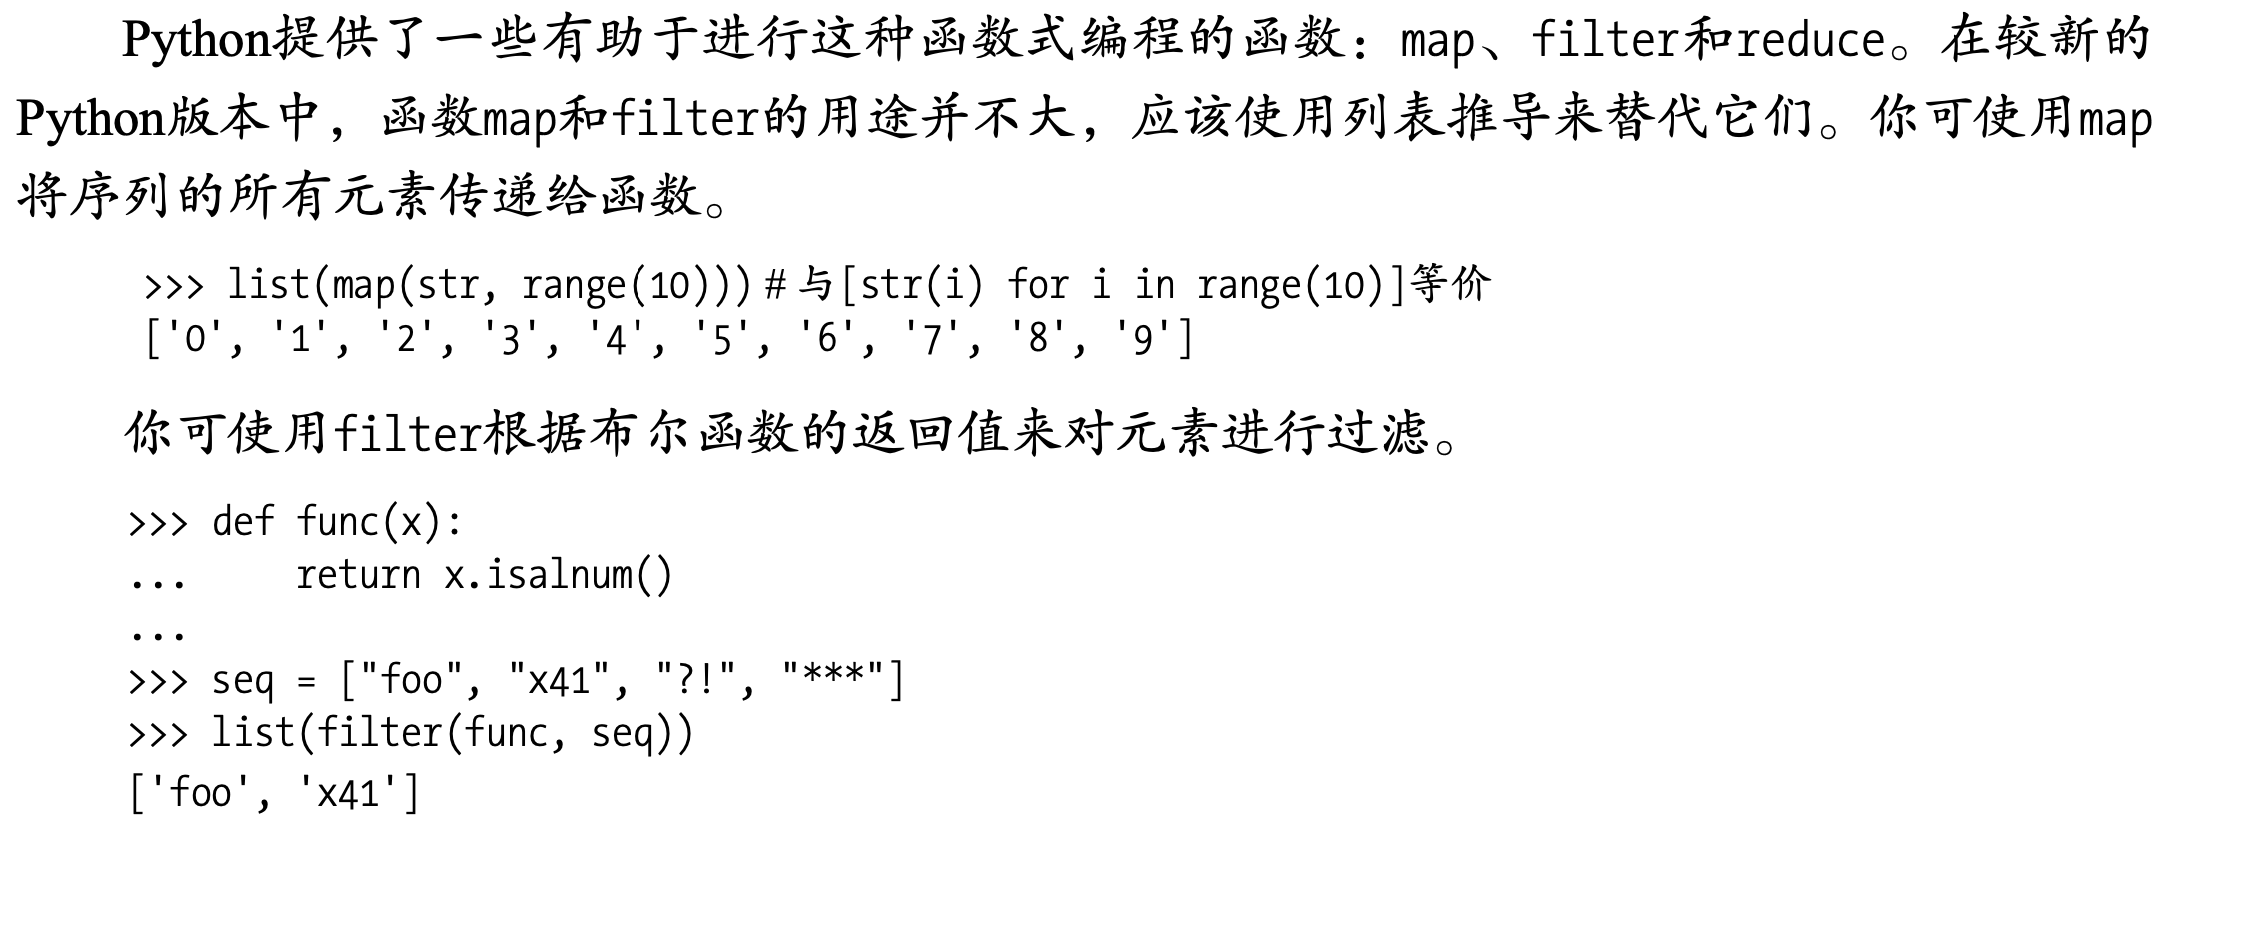 Python提供了一些有助于进行这种函数式编程的函数：map、filter和reduce。在较新的
Python版本中，函数map和filter的用途并不大，应该使用列表推导来替代它们。你可使用map
将序列的所有元素传递给函数。
>>> list(map(str, range(10))) # 与[str(i) for i in range(10)]等价
['0', '1', '2', '3', '4', '5', '6', '7', '8', '9']
你可使用filter根据布尔函数的返回值来对元素进行过滤。
>>> def func(x):
...     return x.isalnum()
...
>>> seq = ["foo", "x41", "?!", "***"]
>>> list(filter(func, seq))
['foo', 'x41']